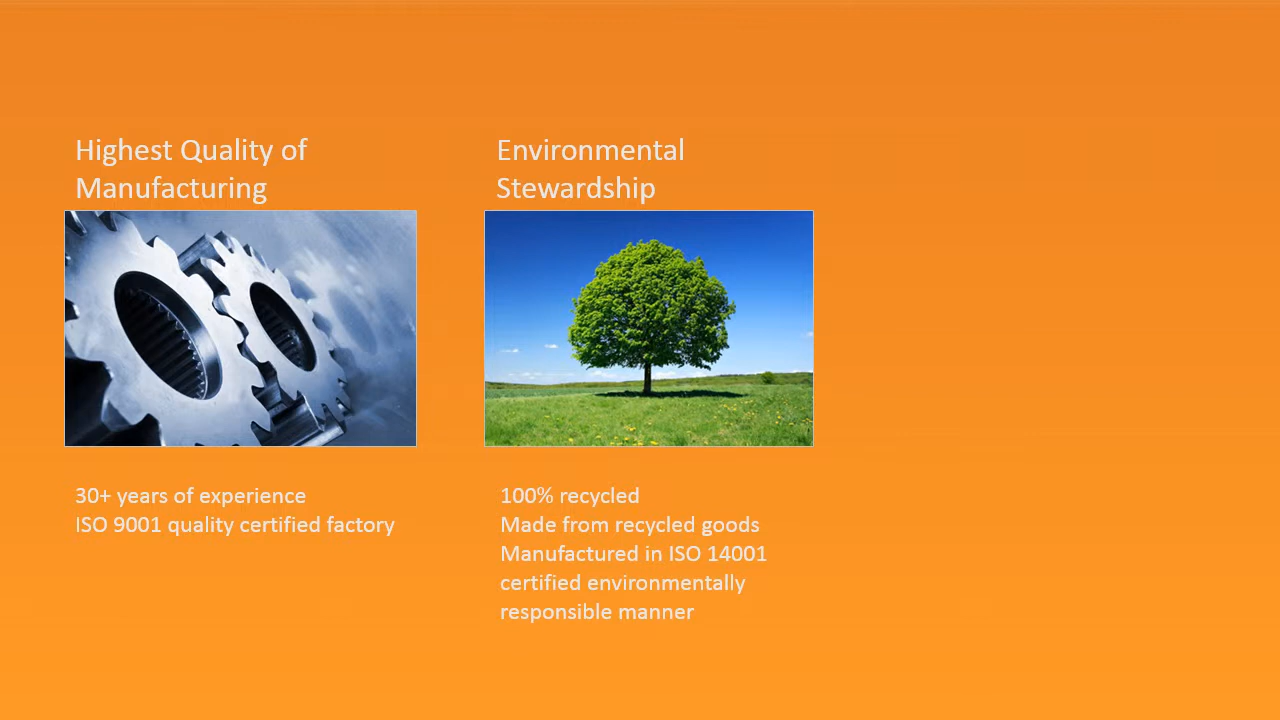 Highest Quality of
Manufacturing
30+ years of experience
ISO 9001 quality certified factory
Environmental
Stewardship
100% recycled
Made from recycled goods
Manufactured in ISO 14001
certified environmentally
responsible manner